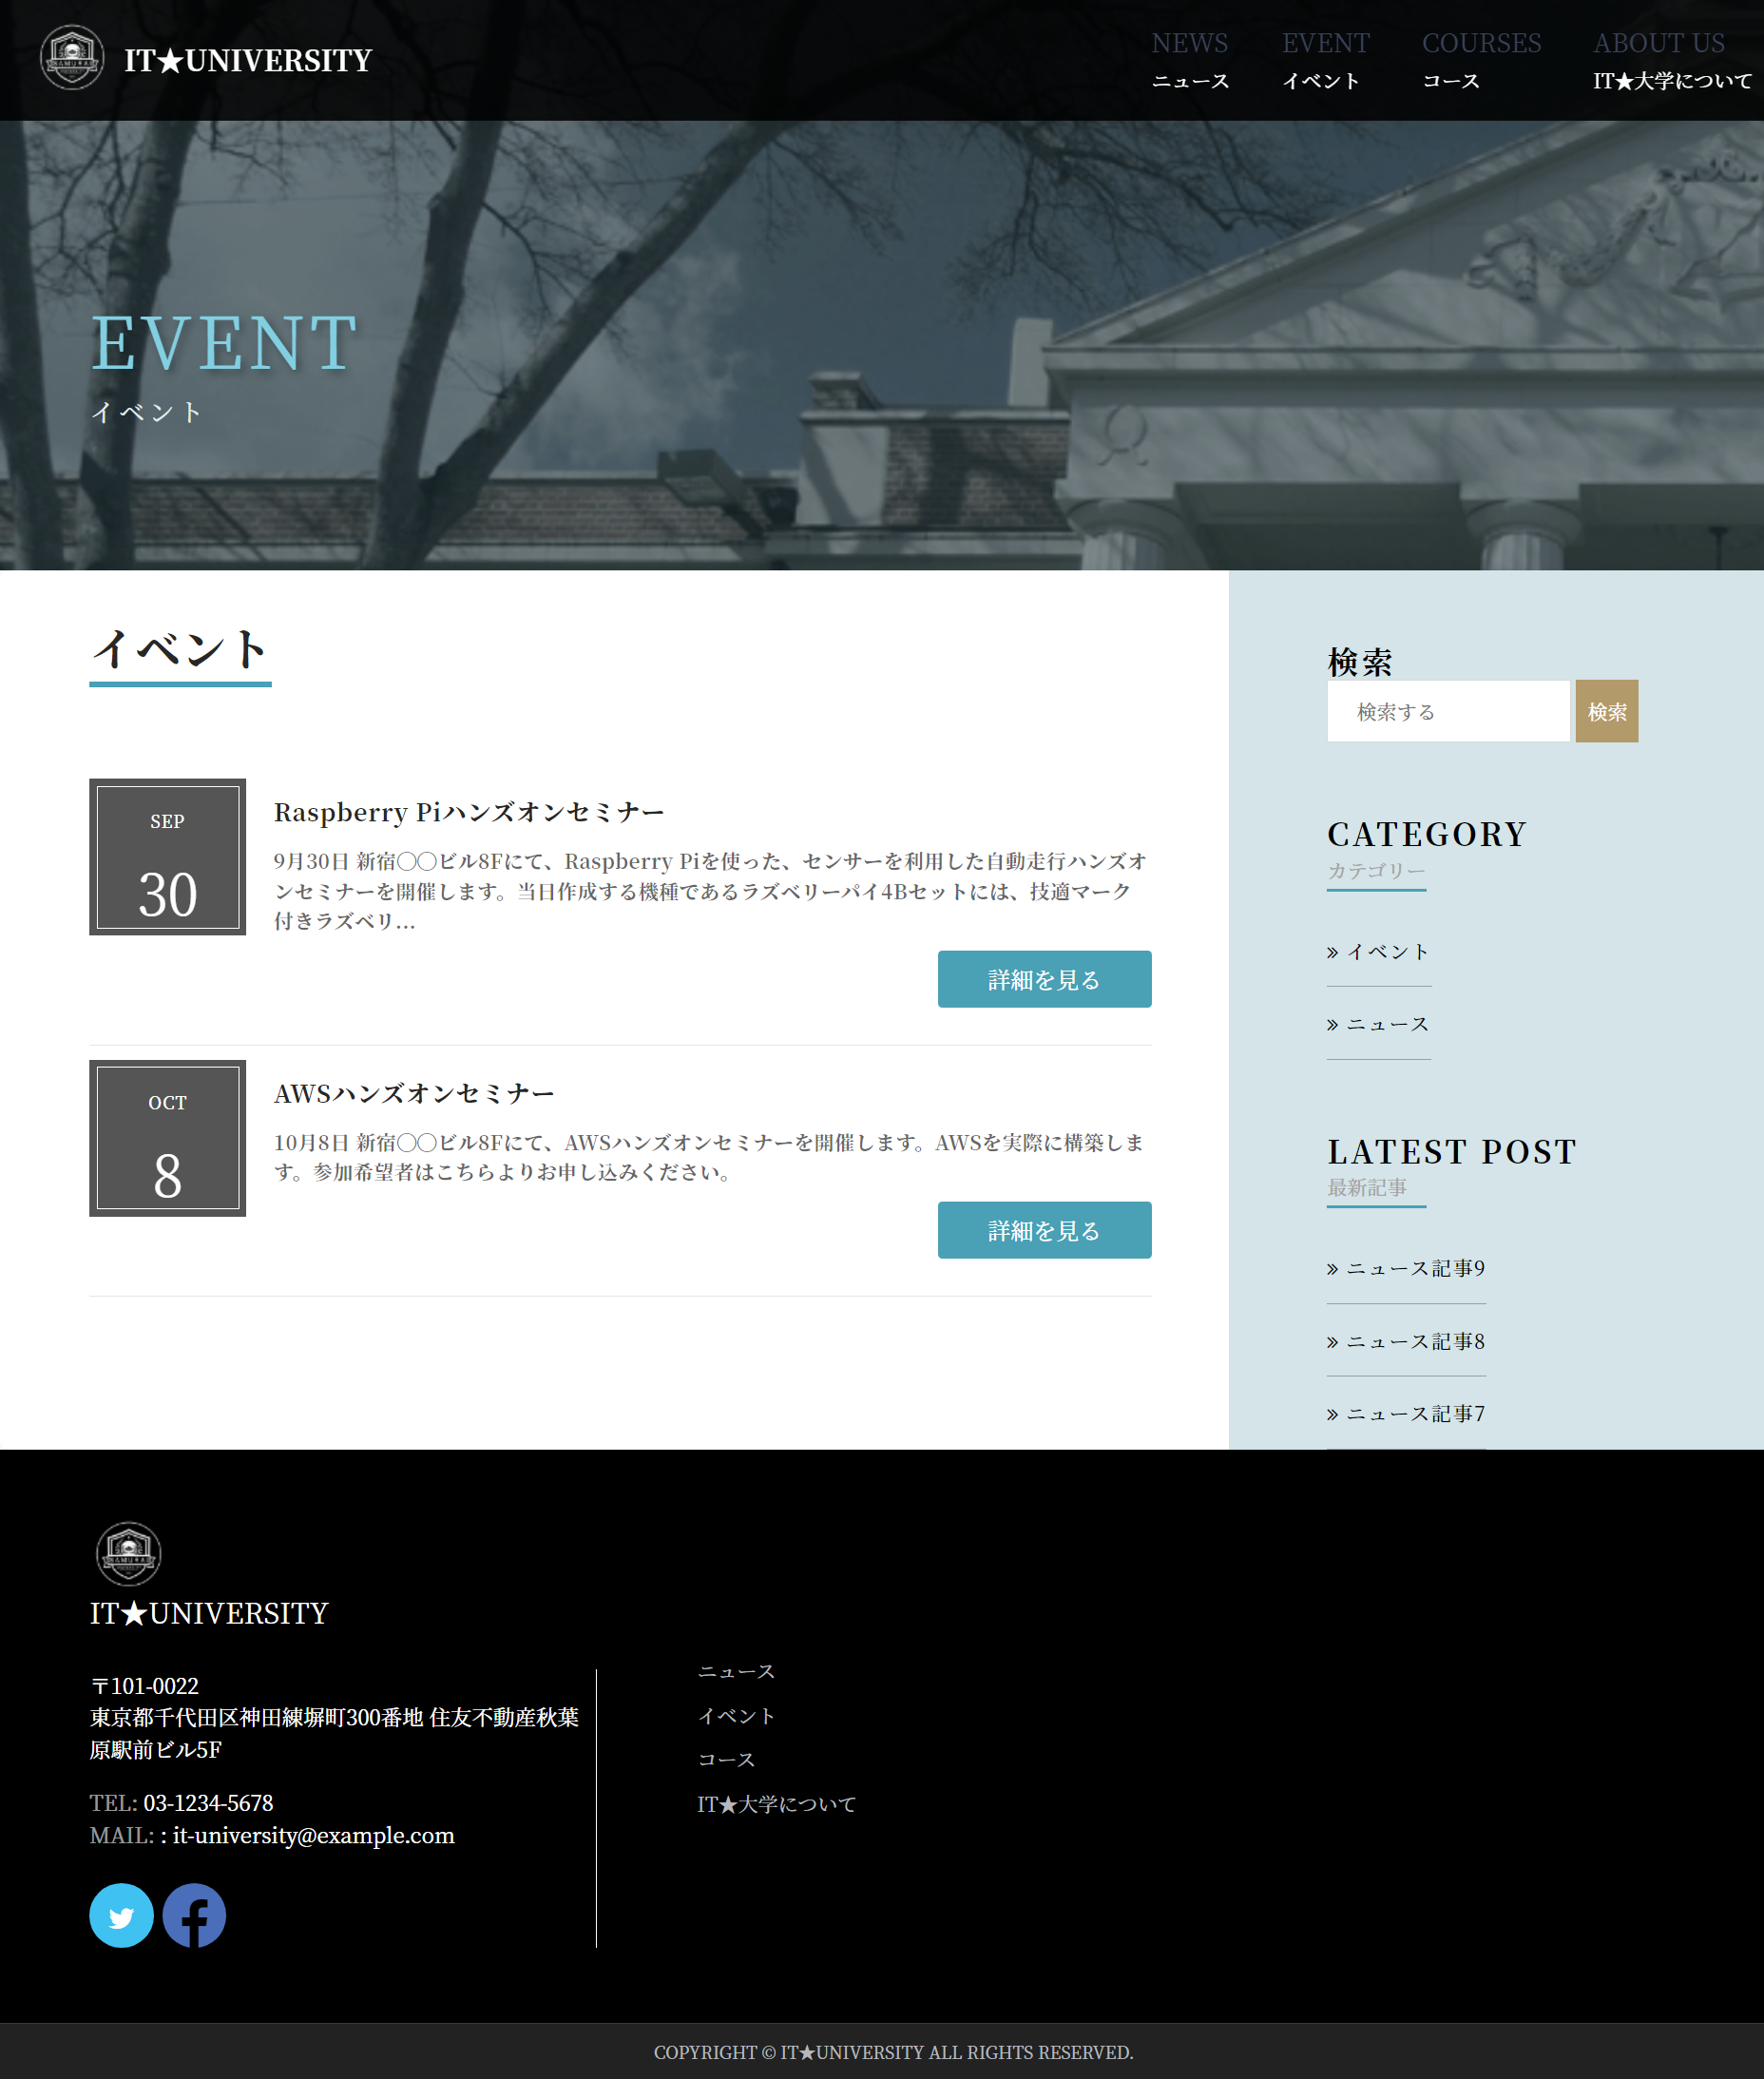 IT★UNIVERSITY
NEWS
ニュース
EVENT
イベント
COURSES
コース
ABOUT US
IT★大学について
EVENT
イベント
イベント
SEP
30
Raspberry Piハンズオンセミナー
9月30日 新宿◯◯ビル8Fにて、Raspberry Piを使った、センサーを利用した自動走行ハンズオ
ンセミナーを開催します。当日作成する機種であるラズベリーパイ4Bセットには、技適マーク
付きラズベリ...
詳細を見る
OCT
8
AWSハンズオンセミナー
10月8日 新宿◯◯ビル8Fにて、AWSハンズオンセミナーを開催します。AWSを実際に構築しま
す。参加希望者はこちらよりお申し込みください。
詳細を見る
検索
検索する
検索
CATEGORY
カテゴリー
» イベント
» ニュース
LATEST POST
最新記事
» ニュース記事9
» ニュース記事8
» ニュース記事7
SAMURAI
IT★UNIVERSITY
〒101-0022
東京都千代田区神田練塀町300番地 住友不動産秋葉
原駅前ビル5F
TEL: 03-1234-5678
MAIL: : it-university@example.com
ニュース
イベント
コース
IT★大学について
COPYRIGHT © IT★UNIVERSITY ALL RIGHTS RESERVED.